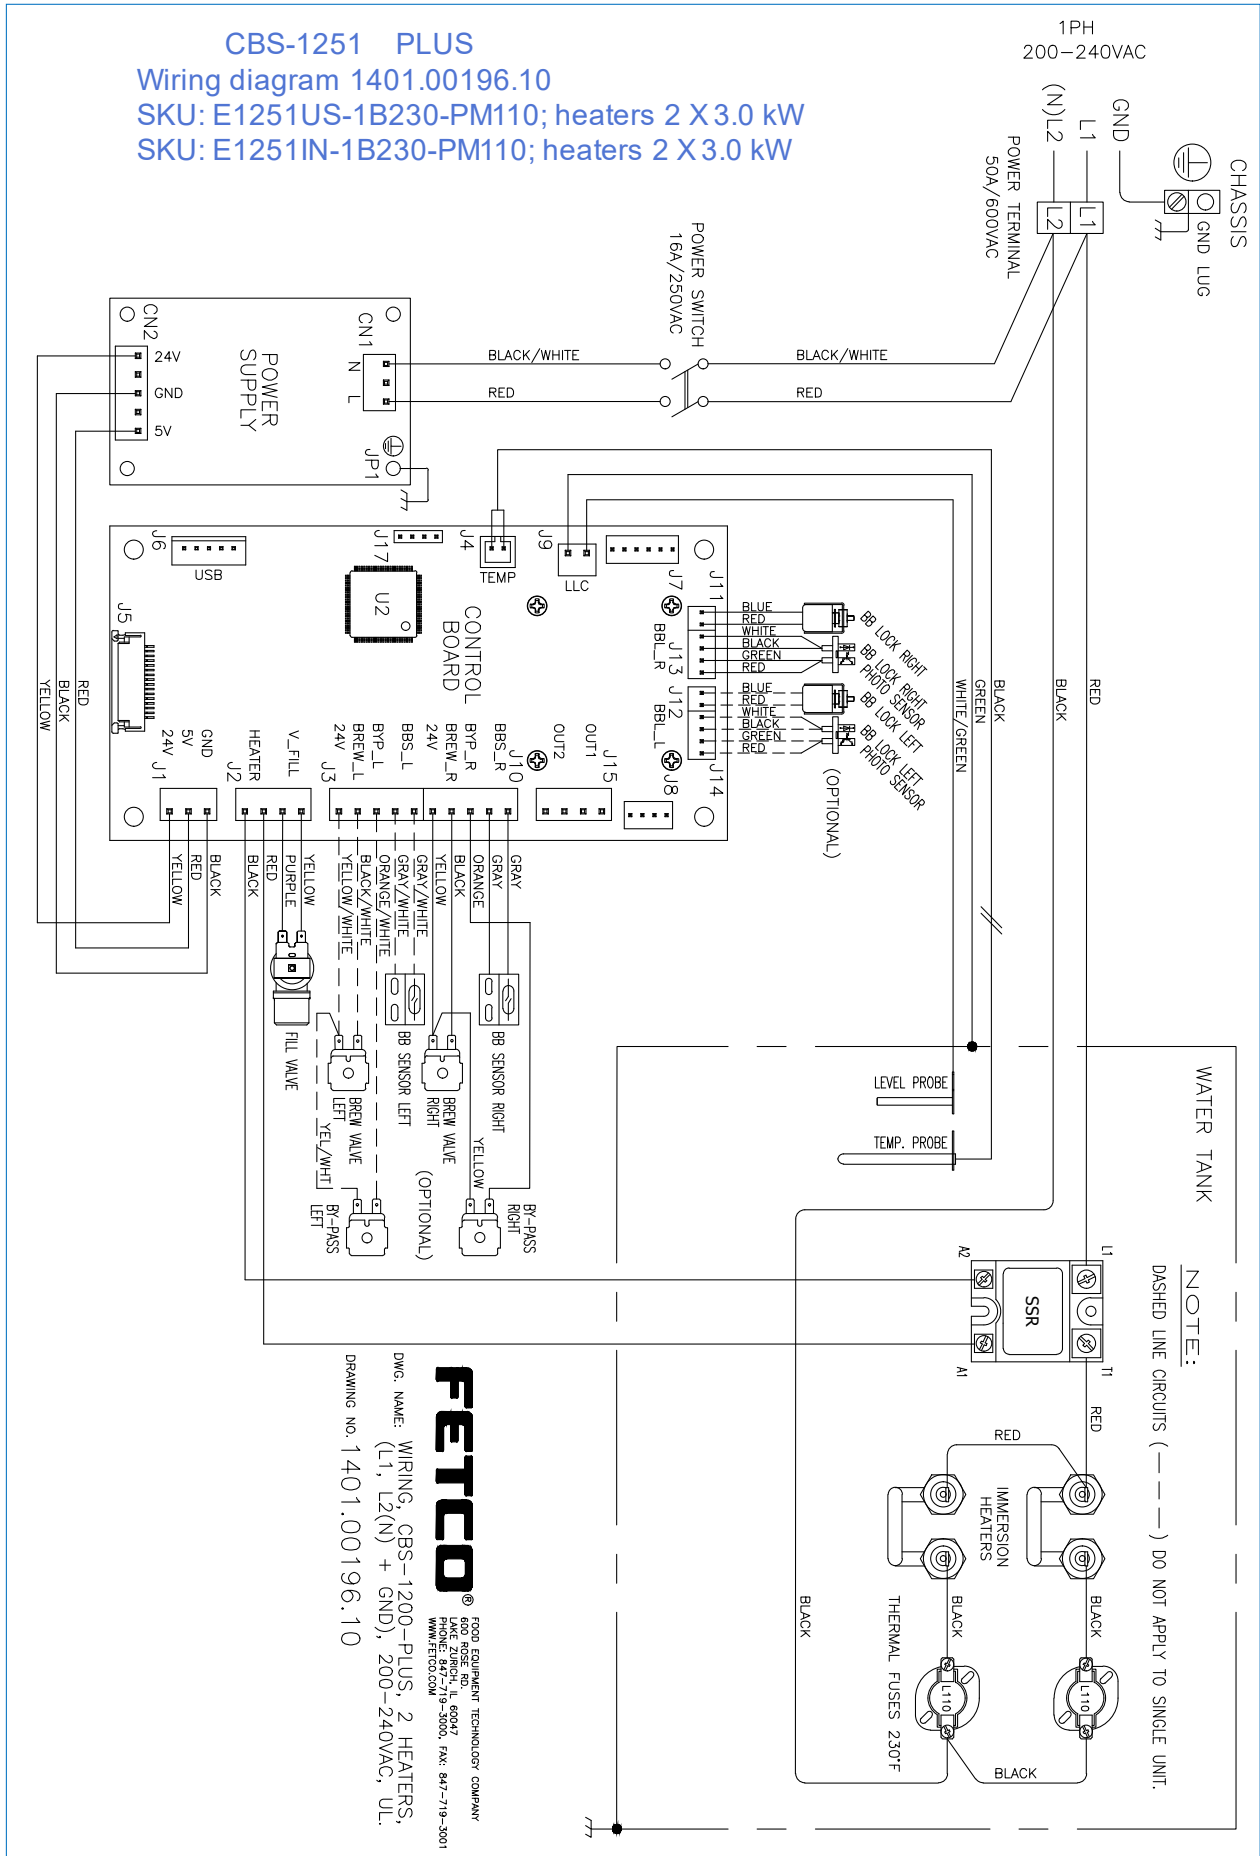 CBS-1251 PLUS
Wiring diagram 1401.00196.10
SKU: E1251US-1B230-PM110; heaters 2 X 3.0 kW
SKU: E1251IN-1B230-PM110; heaters 2 X 3.0 kW
1PH
200-240VAC
(N)L2
L1
GND
CHASSIS
GND LUG
L2
L1
POWER TERMINAL
50A/600VAC
POWER SWITCH
16A/250VAC
BLACK/WHITE
BLACK/WHITE
RED
RED
CN2
24V
GND
5V
POWER
SUPPLY
CN1
N
L
JP1
J6
USB
J17
J4
TEMP
J9
LLC
J7
J11
J5
U2
CONTROL
BOARD
BBL_R
J13
J12
BBL_L
J14
BLUE
RED
WHITE
BLACK
GREEN
RED
BLUE
RED
WHITE
BLACK
GREEN
RED
BB LOCK RIGHT
BB LOCK RIGHT
PHOTO SENSOR
BB LOCK LEFT
BB LOCK LEFT
PHOTO SENSOR
(OPTIONAL)
WHITE/GREEN
GREEN
BLACK
BLACK
RED
YELLOW
BLACK
RED
J1
24V
5V
GND
J2
HEATER
V_FILL
J3
24V
BREW_L
BYP_L
BBS_L
24V
BREW_R
BYP_R
BBS_R
J10
OUT2
OUT1
J15
J8
YELLOW
RED
BLACK
BLACK
RED
PURPLE
YELLOW
YELLOW/WHITE
BLACK/WHITE
ORANGE/WHITE
GRAY/WHITE
GRAY/WHITE
YELLOW
BLACK
ORANGE
GRAY
GRAY
FILL VALVE
BREW VALVE
LEFT
BB SENSOR LEFT
BREW VALVE
RIGHT
BB SENSOR RIGHT
YEL/WHT
BY-PASS
LEFT
(OPTIONAL)
YELLOW
BY-PASS
RIGHT
LEVEL PROBE
TEMP. PROBE
WATER TANK
A2
L1
SSR
A1
T1
NOTE:
DASHED LINE CIRCUITS (— — —) DO NOT APPLY TO SINGLE UNIT.
RED
RED
IMMERSION
HEATERS
BLACK
BLACK
BLACK
L110
L110
THERMAL FUSES 230°F
BLACK
FETCO®
FOOD EQUIPMENT TECHNOLOGY COMPANY
600 ROSE RD.
LAKE ZURICH, IL 60047
PHONE: 847-719-3000, FAX: 847-719-3001
WWW.FETCO.COM
DWG. NAME: WIRING, CBS-1200-PLUS, 2 HEATERS,
(L1, L2(N) + GND), 200-240VAC, UL.
DRAWING NO. 1401.00196.10